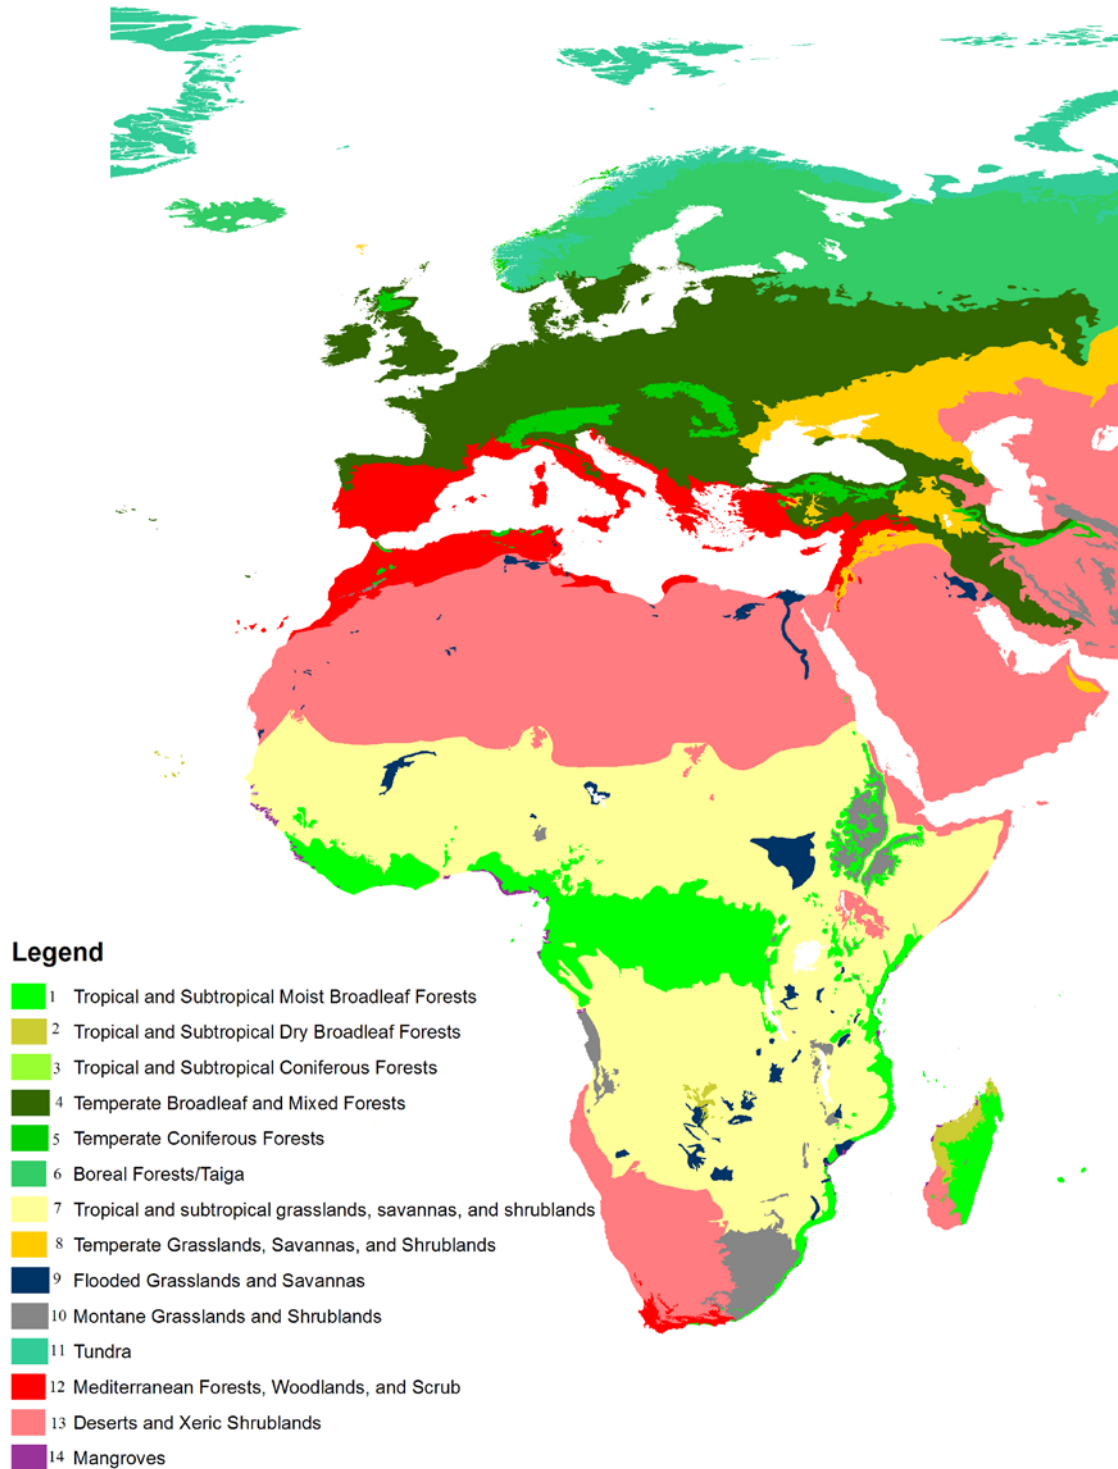 Legend
1 Tropical and Subtropical Moist Broadleaf Forests
2 Tropical and Subtropical Dry Broadleaf Forests
3 Tropical and Subtropical Coniferous Forests
4 Temperate Broadleaf and Mixed Forests
5 Temperate Coniferous Forests
6 Boreal Forests/Taiga
7 Tropical and subtropical grasslands, savannas, and shrublands
8 Temperate Grasslands, Savannas, and Shrublands
9 Flooded Grasslands and Savannas
10 Montane Grasslands and Shrublands
11 Tundra
12 Mediterranean Forests, Woodlands, and Scrub
13 Deserts and Xeric Shrublands
14 Mangroves